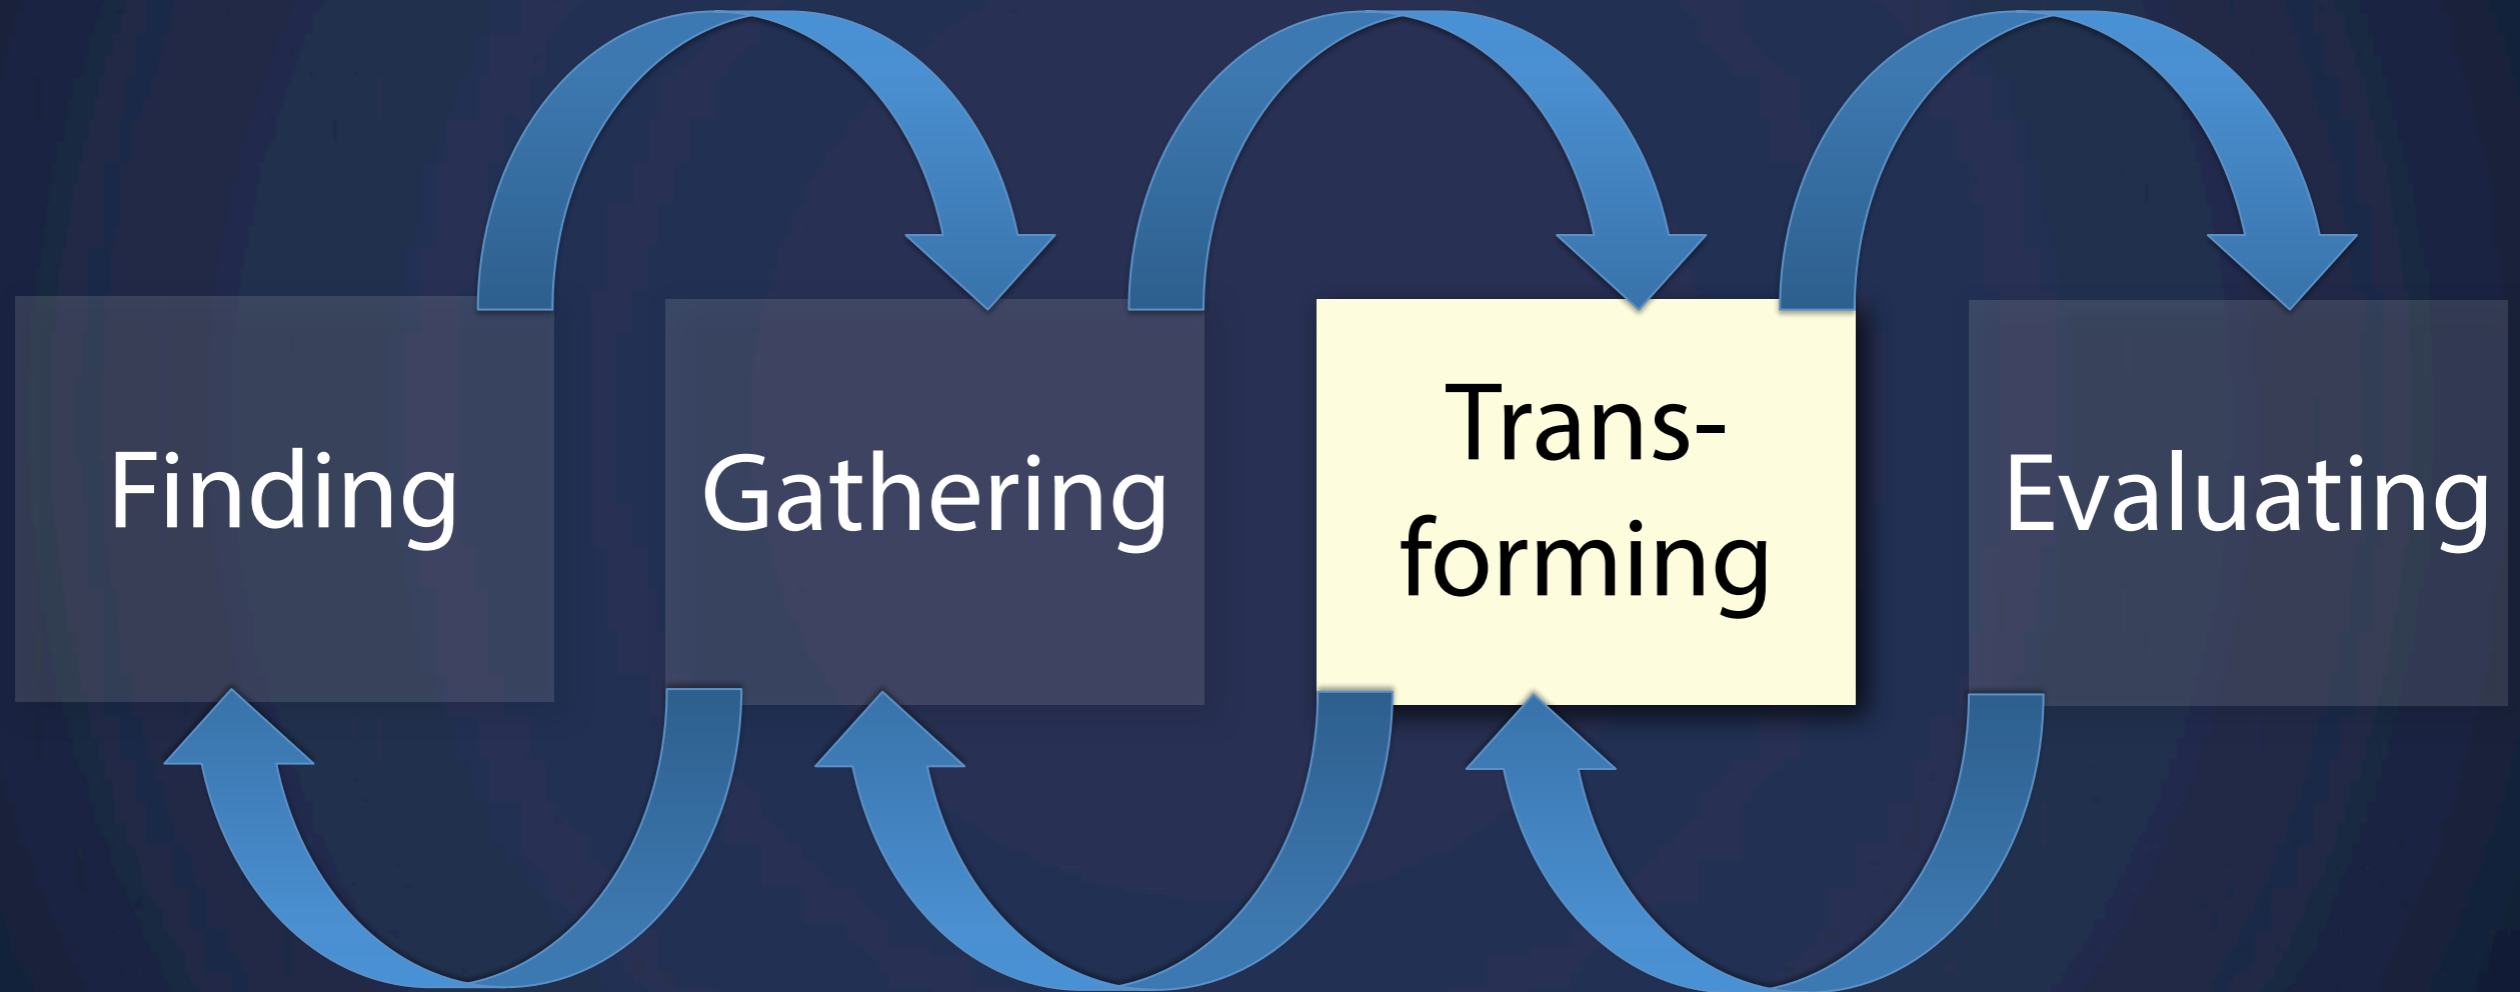 Finding
Gathering
Trans-
forming
Evaluating